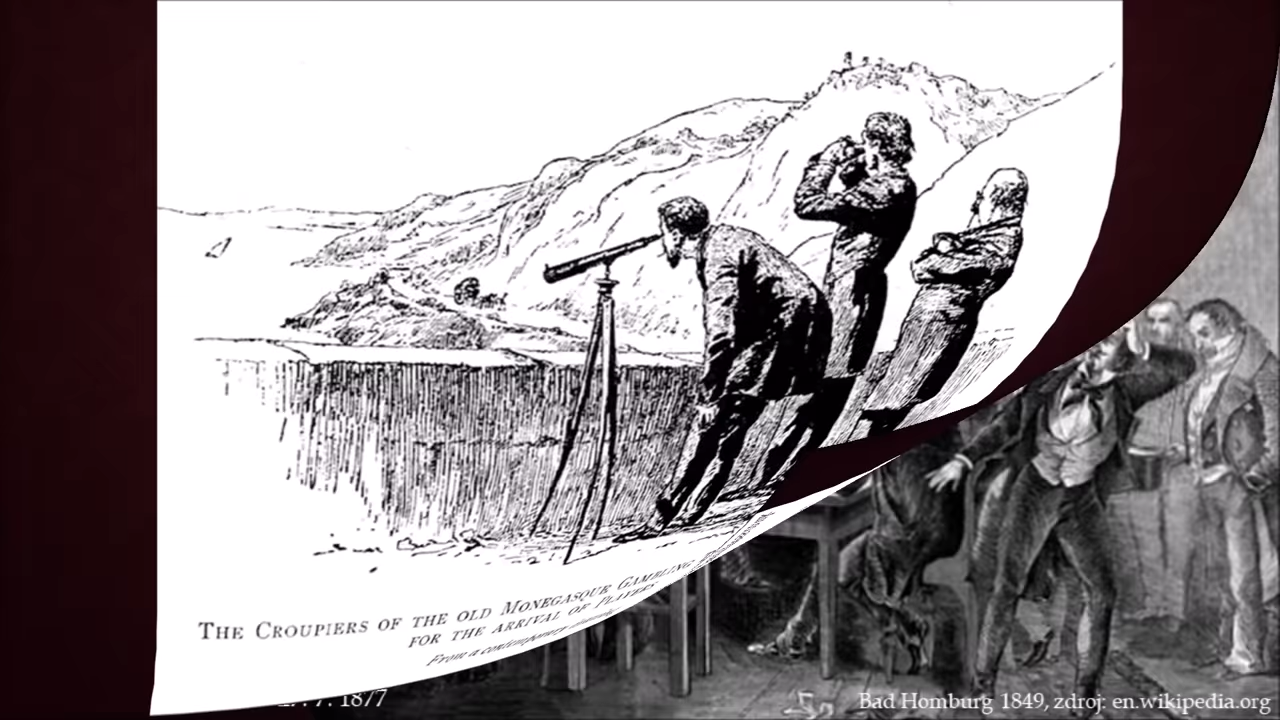 THE CROUPIERS OF THE OLD MONEGASQUE GAMBLING
FOR THE ARRIVAL OF PLAYERS
From a contemporary
7. 1877
Bad Homburg 1849, zdroj: en.wikipedia.org